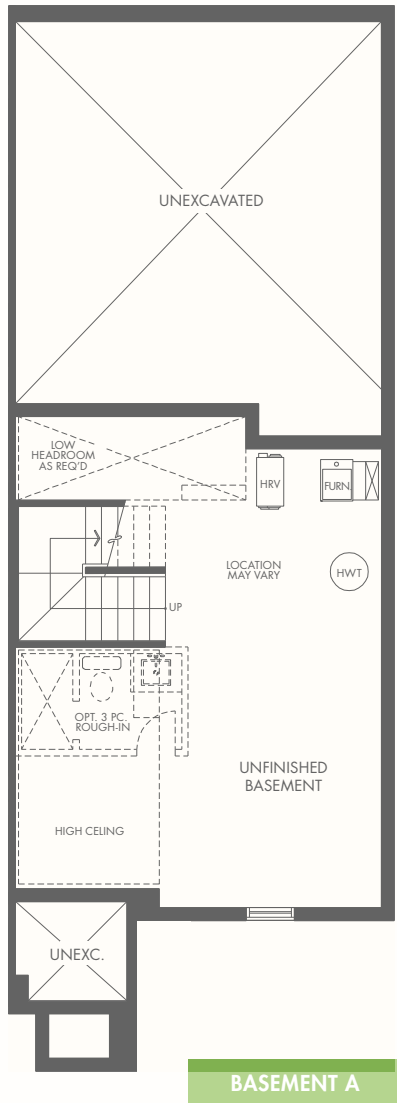 UNEXCAVATED
LOW
HEADROOM
AS REQ'D
HRV
FURN.
LOCATION
MAY VARY
HWT
UP
OPT. 3 PC.
ROUGH-IN
UNFINISHED
BASEMENT
HIGH CELING
UNEXC.
BASEMENT A